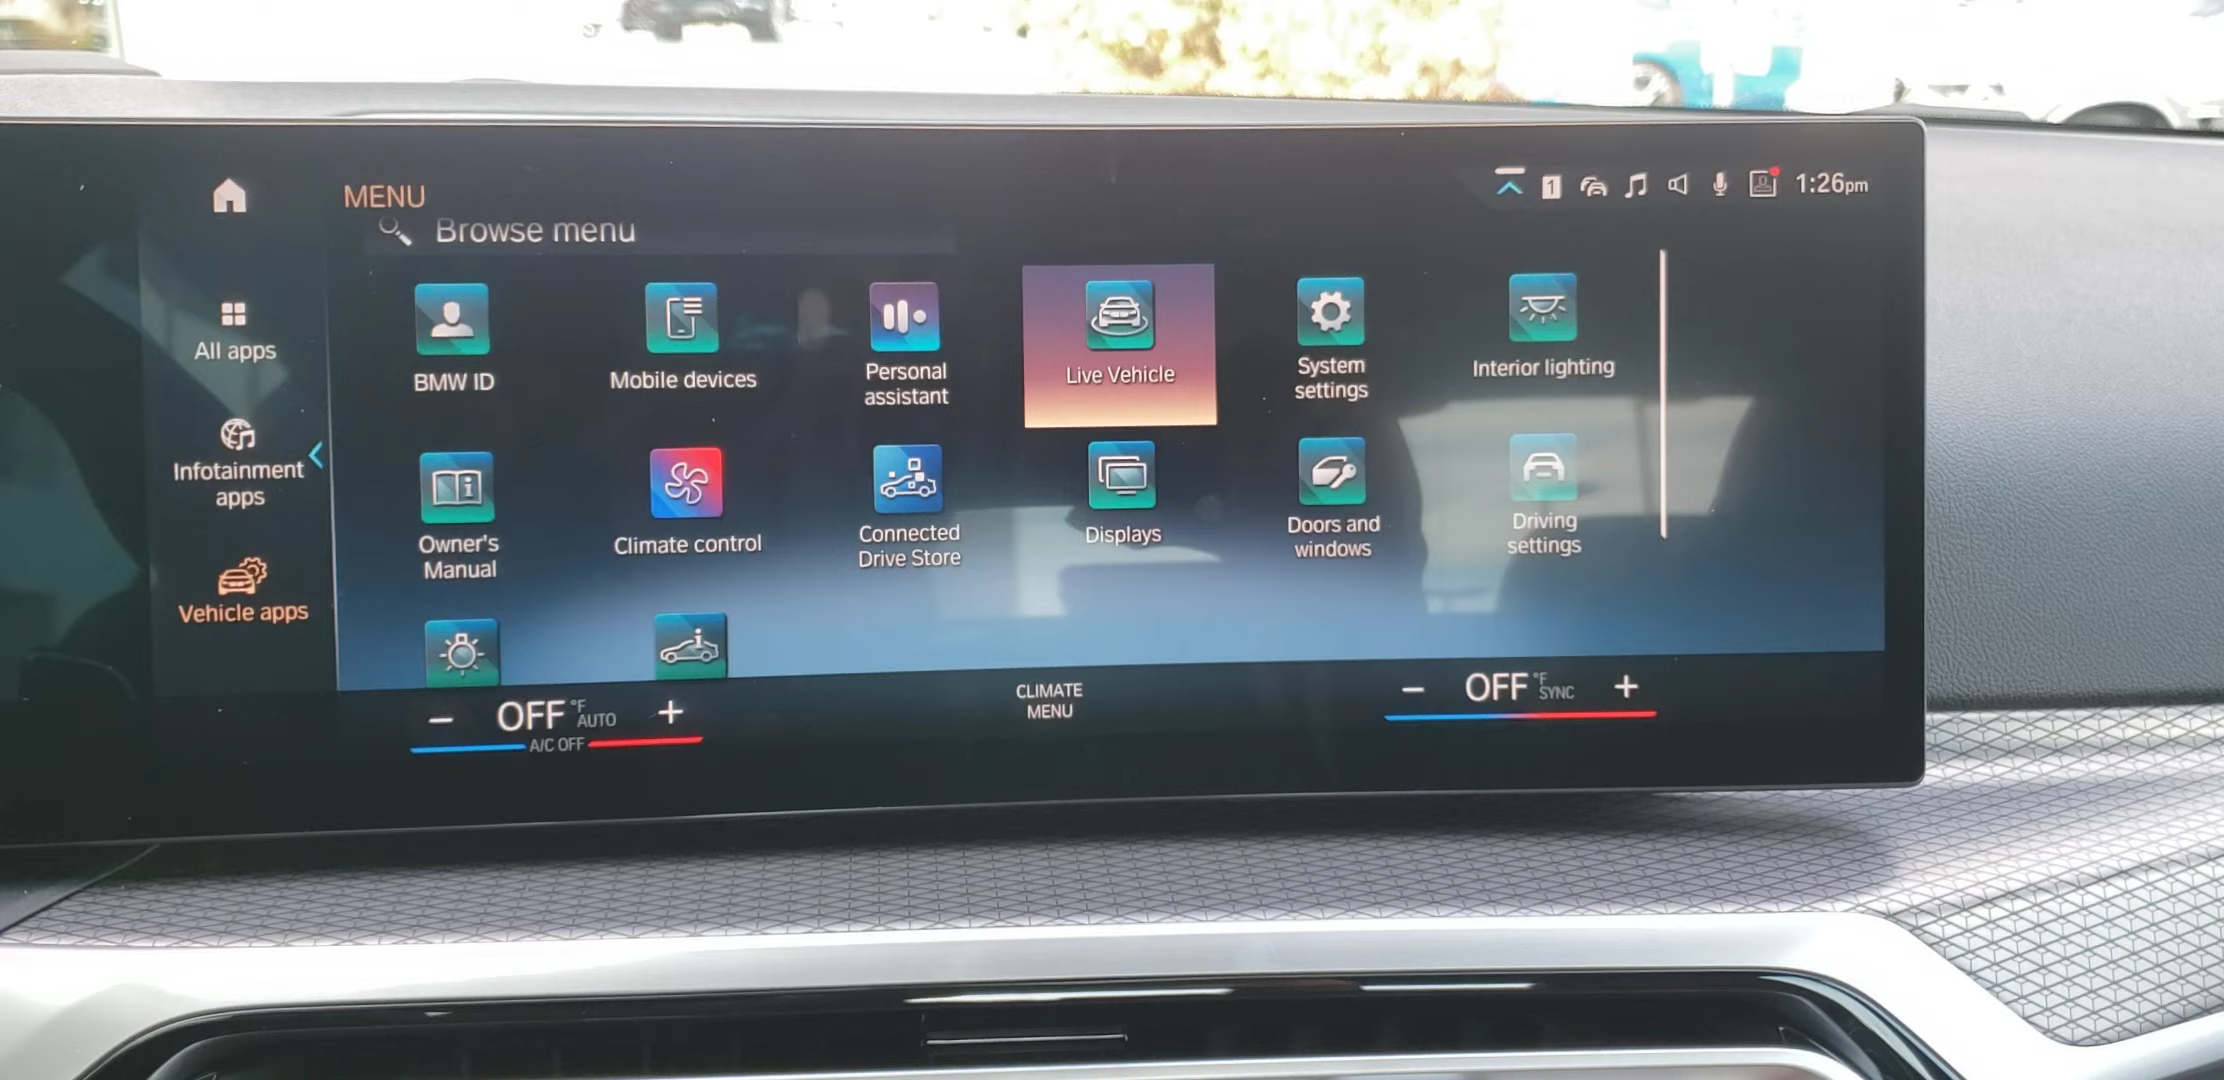 MENU
1
1:26pm
Browse menu
All apps
Infotainment
apps
Vehicle apps
BMW ID
Mobile devices
Personal
assistant
Live Vehicle
System
settings
Interior lighting
Owner's
Manual
Climate control
Connected
Drive Store
Displays
Doors and
windows
Driving
settings
− OFF °F AUTO +
A/C OFF
CLIMATE
MENU
− OFF °F SYNC +